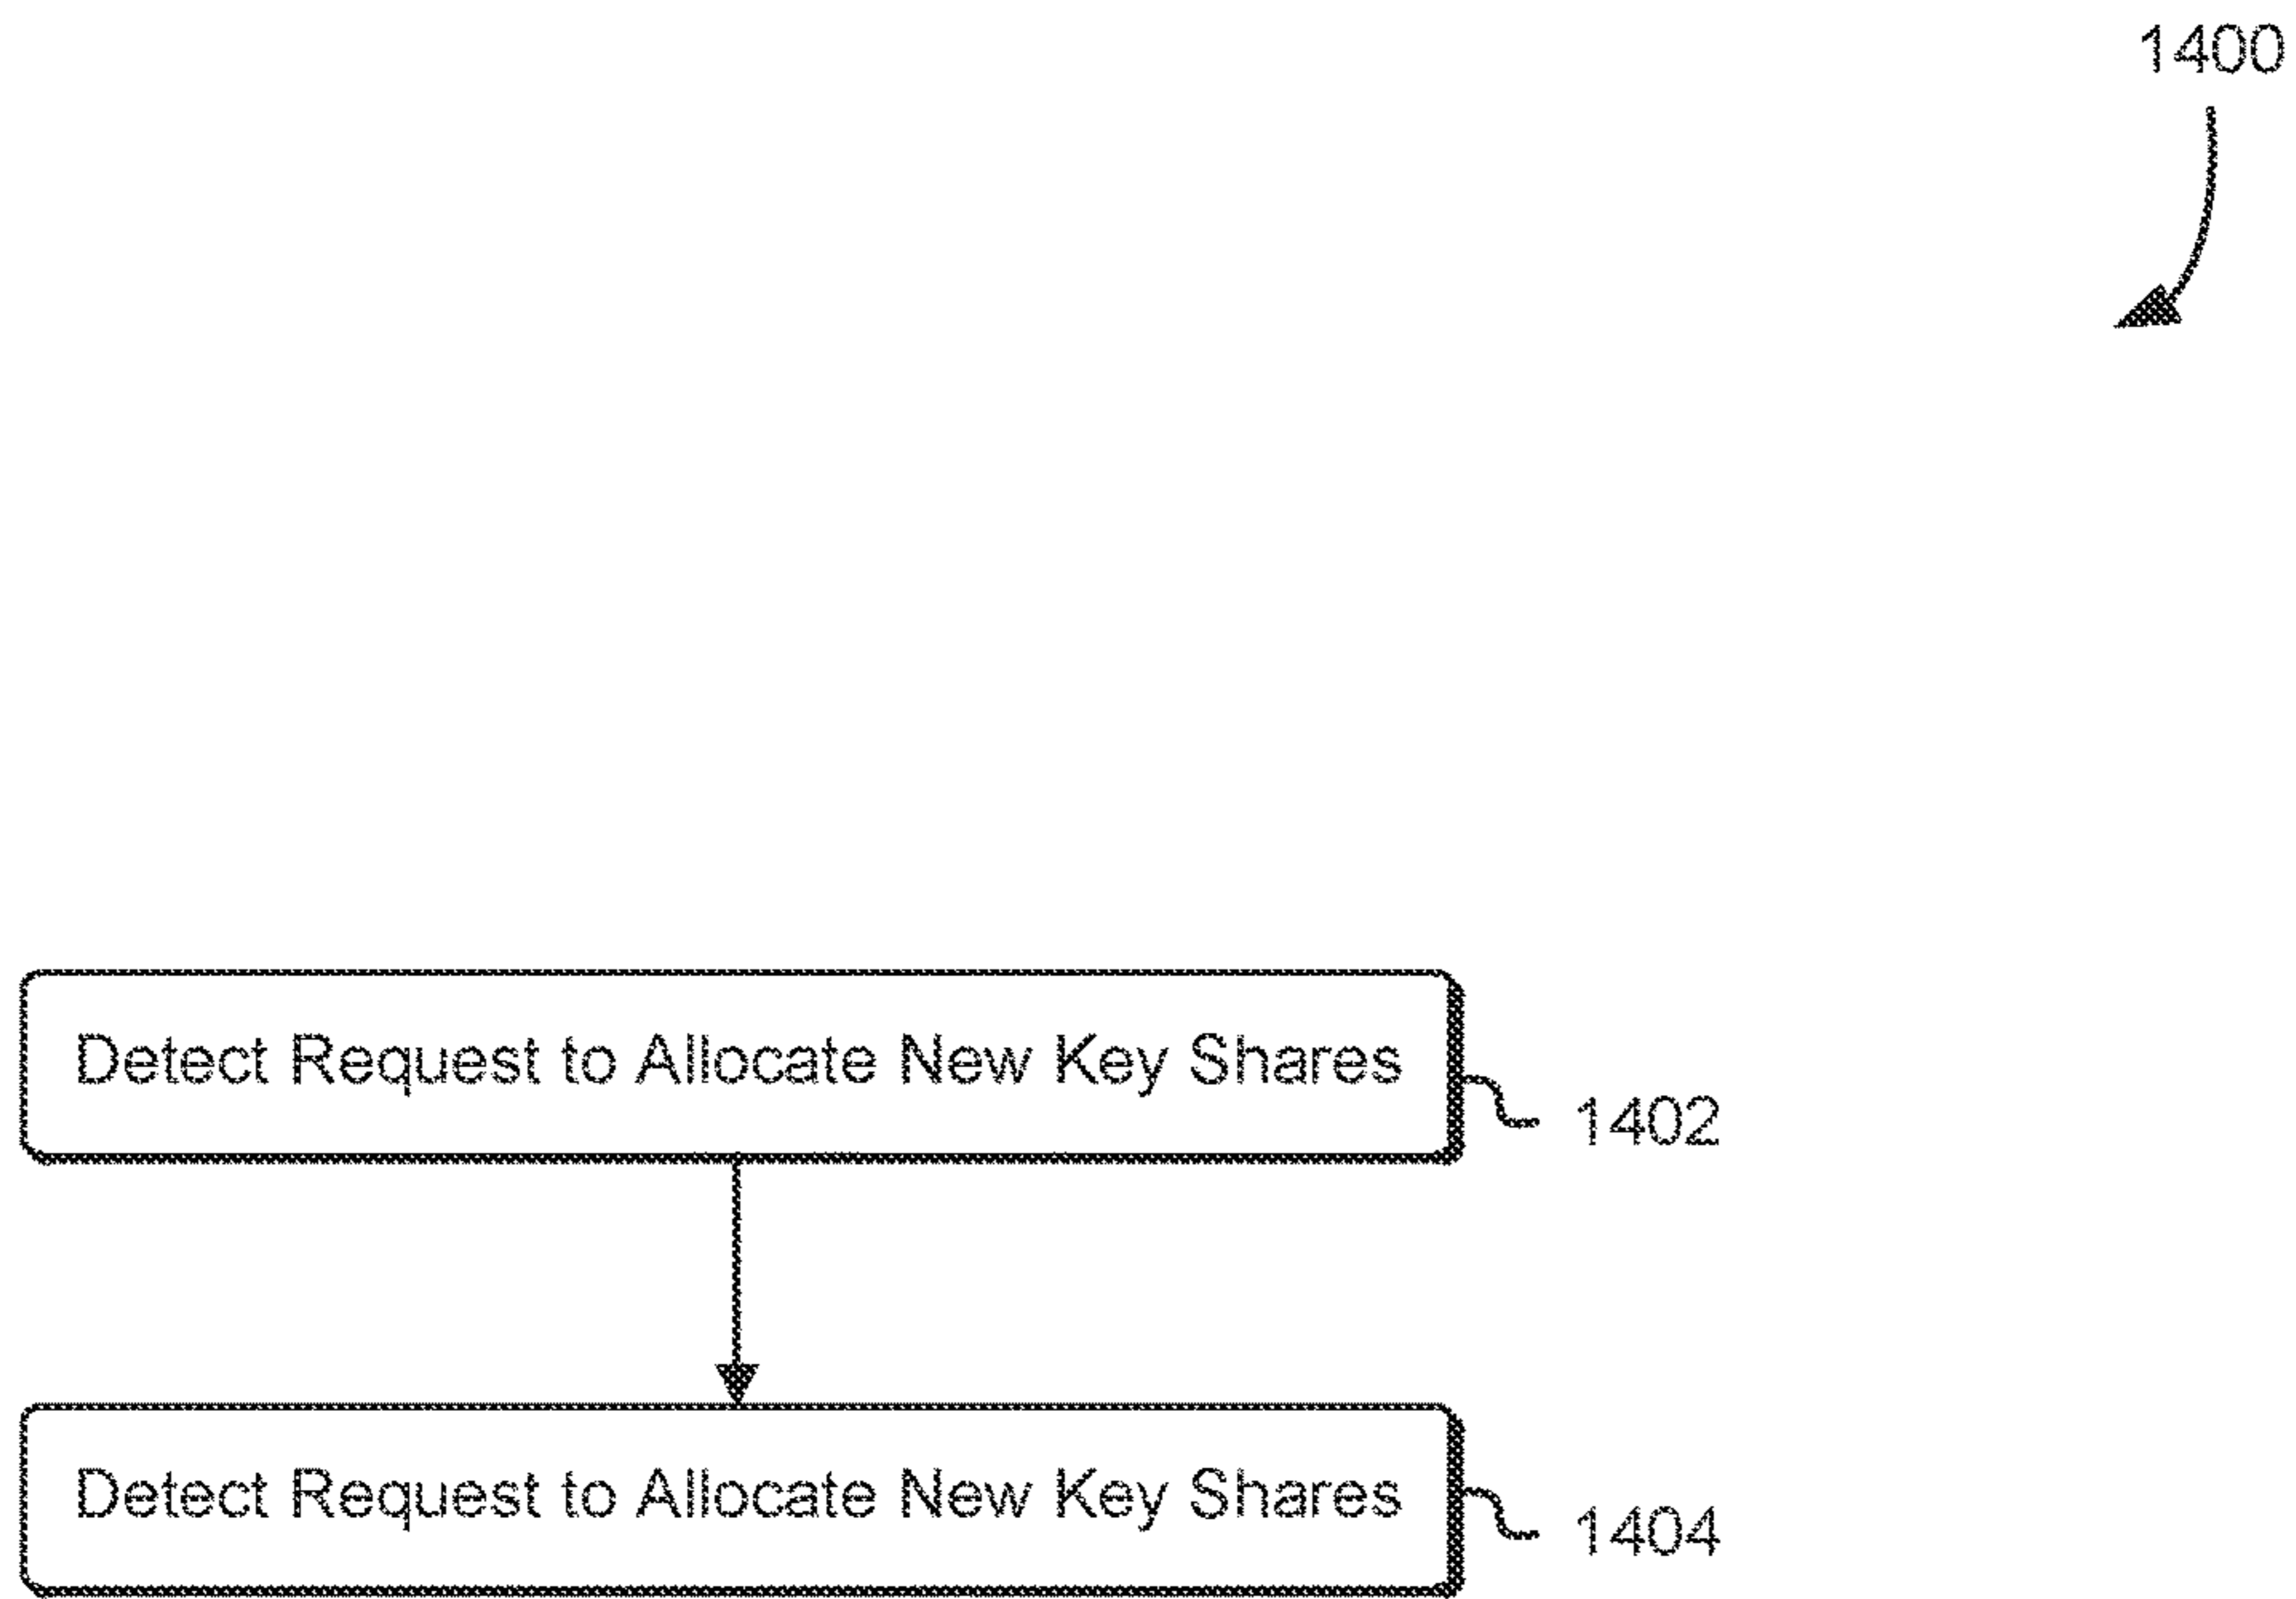 1400
Detect Request to Allocate New Key Shares
1402
Detect Request to Allocate New Key Shares
1404